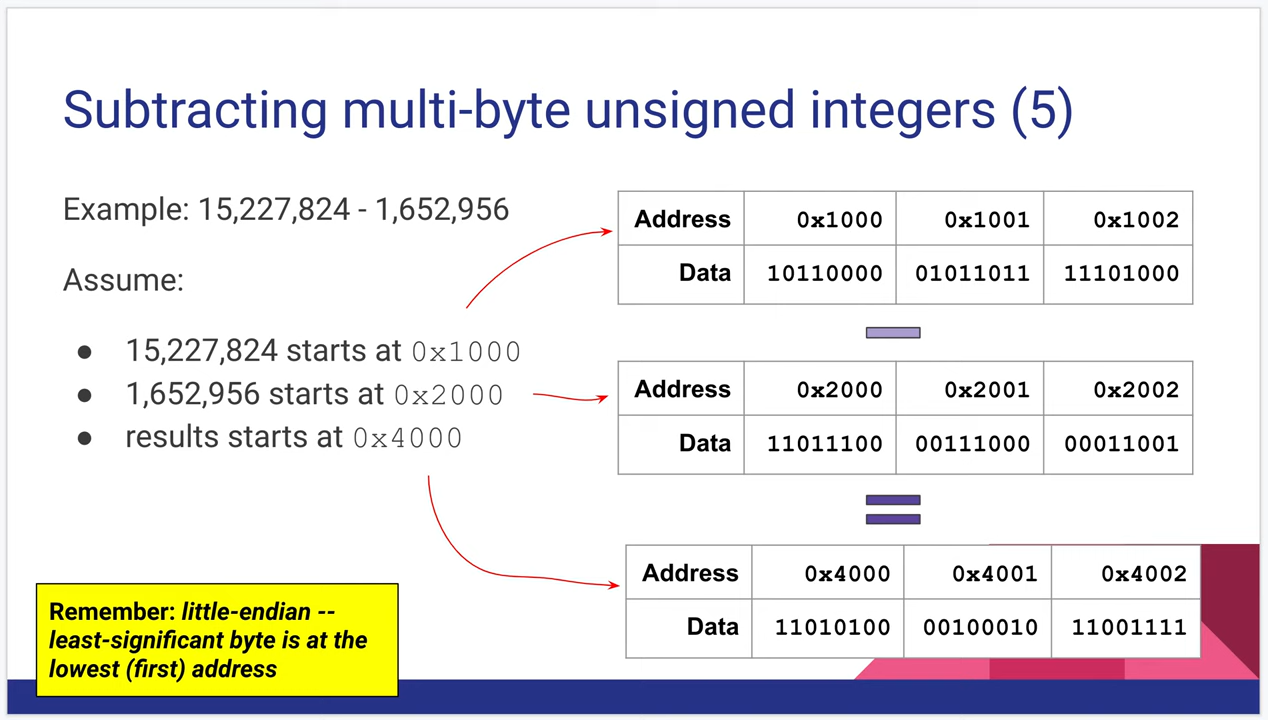 Subtracting multi-byte unsigned integers (5)
Example: 15,227,824 - 1,652,956
Assume:
● 15,227,824 starts at 0x1000
● 1,652,956 starts at 0x2000
● results starts at 0x4000
Remember: little-endian --
least-significant byte is at the
lowest (first) address
Address 0x1000 0x1001 0x1002
Data 10110000 01011011 11101000
Address 0x2000 0x2001 0x2002
Data 11011100 00111000 00011001
Address 0x4000 0x4001 0x4002
Data 11010100 00100010 11001111